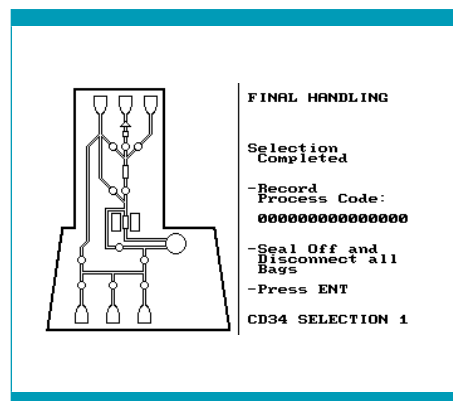 FINAL HANDLING
Selection
Completed
-Record
Process Code:
000000000000000
-Seal Off and
Disconnect all
Bags
-Press ENT
CD34 SELECTION 1